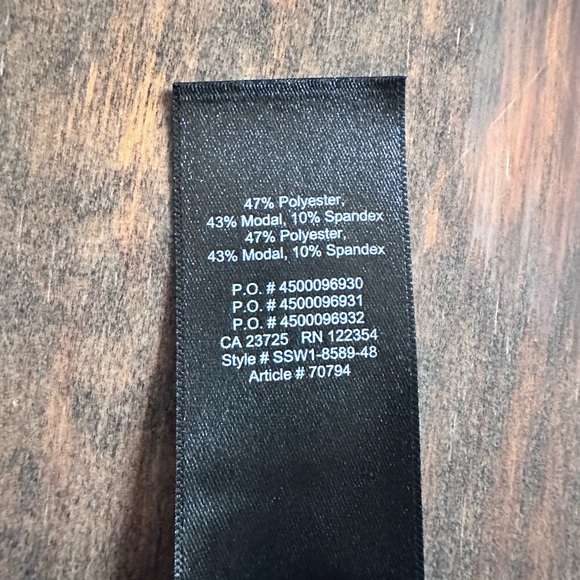 47% Polyester,
43% Modal, 10% Spandex
47% Polyester,
43% Modal, 10% Spandex
P.O. # 4500096930
P.O. # 4500096931
P.O. # 4500096932
CA 23725 RN 122354
Style # SSW1-8589-48
Article # 70794